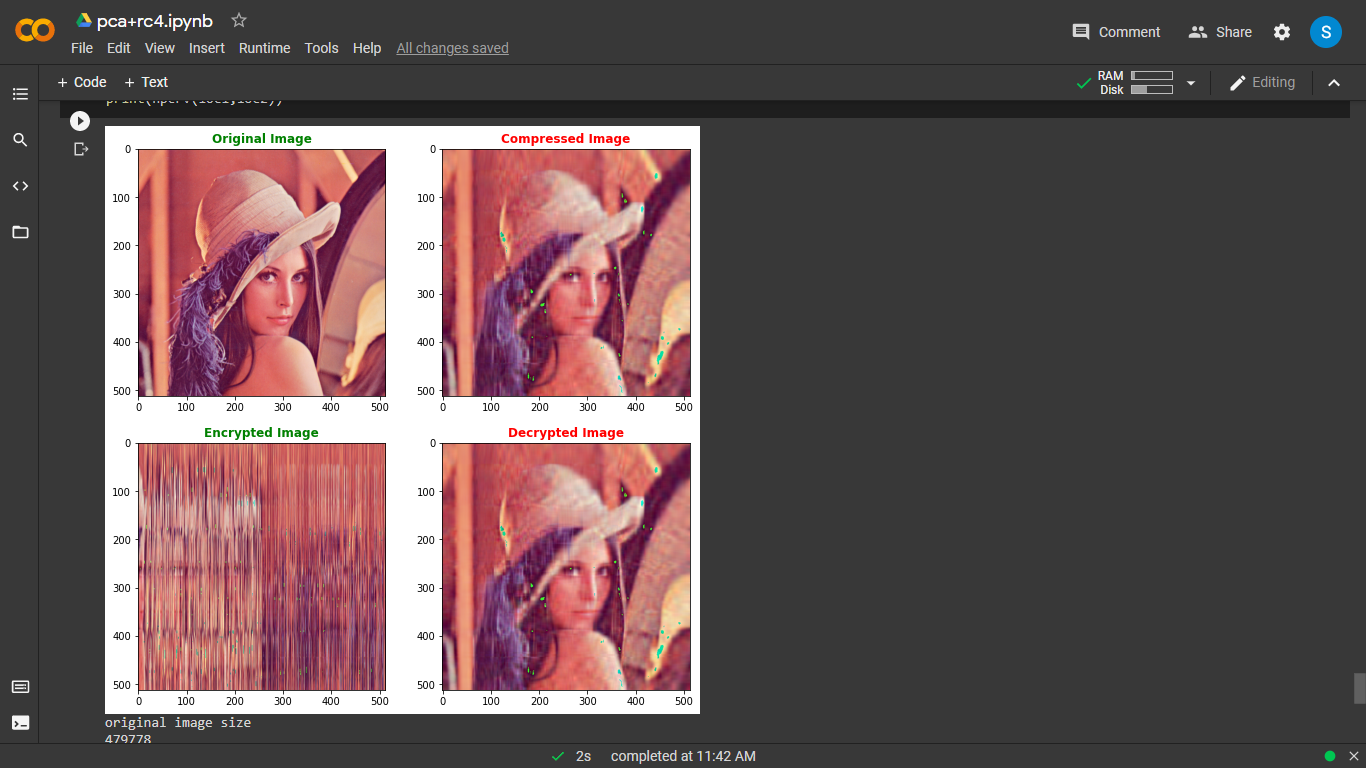 pca+rc4.ipynb
File Edit View Insert Runtime Tools Help All changes saved
Comment Share S
+ Code + Text
RAM
Disk
Editing
Original Image
Compressed Image
0
100
200
300
400
500
0 100 200 300 400 500
0
100
200
300
400
500
0 100 200 300 400 500
Encrypted Image
Decrypted Image
0
100
200
300
400
500
0 100 200 300 400 500
0
100
200
300
400
500
0 100 200 300 400 500
original image size
479778
2s completed at 11:42 AM